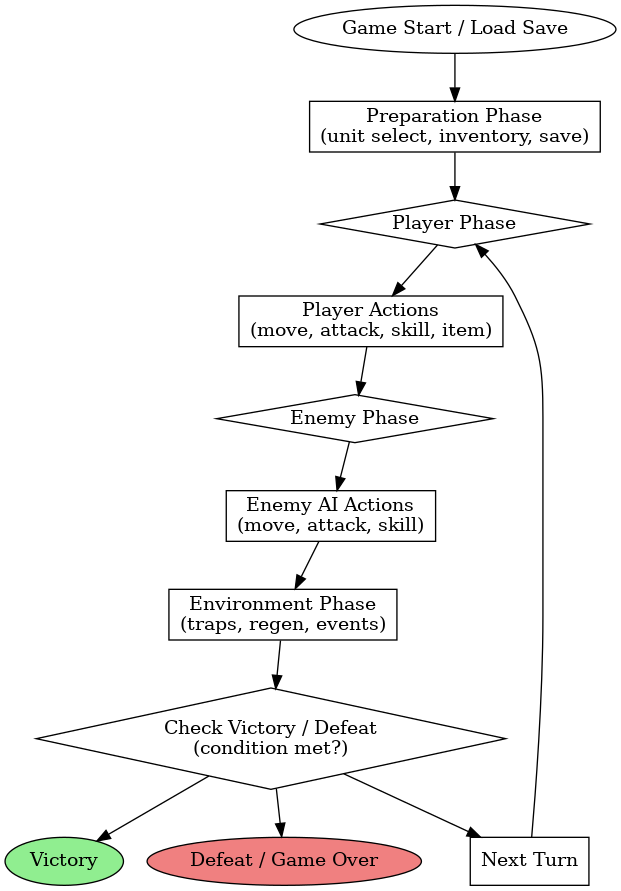 Game Start / Load Save
Preparation Phase
(unit select, inventory, save)
Player Phase
Player Actions
(move, attack, skill, item)
Enemy Phase
Enemy AI Actions
(move, attack, skill)
Environment Phase
(traps, regen, events)
Check Victory / Defeat
(condition met?)
Victory
Defeat / Game Over
Next Turn